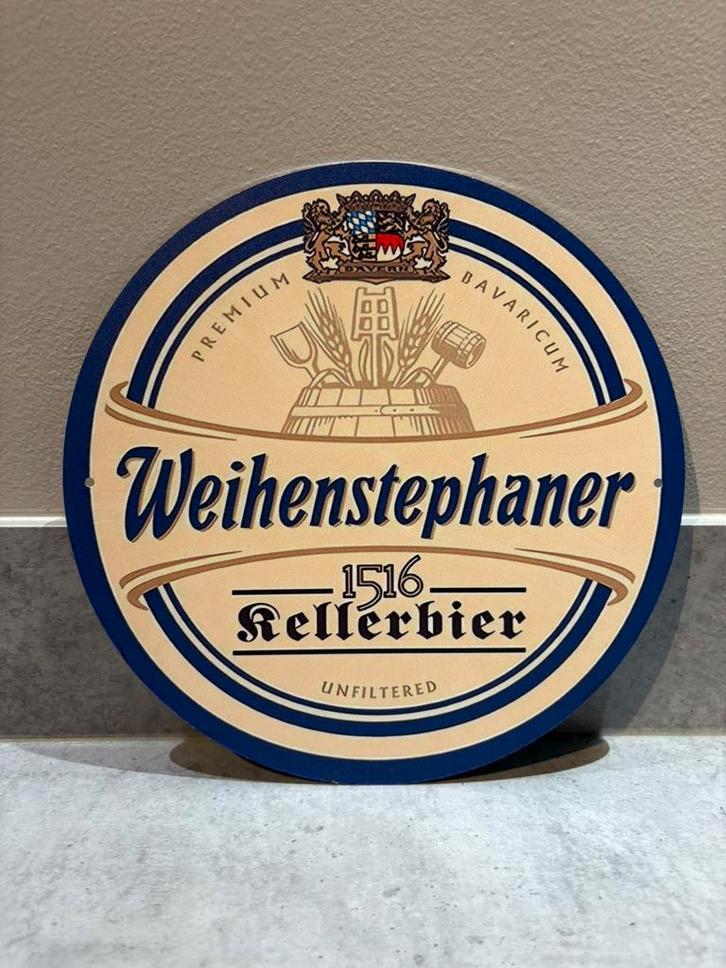 BAYERN
PREMIUM BAVARICUM
Weihenstephaner
1516
Kellerbier
UNFILTERED